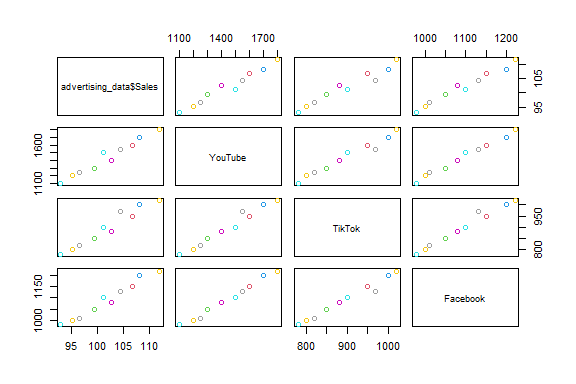 1100 1400 1700
advertising_data$Sales
YouTube
TikTok
Facebook
1000 1100 1200
95 105
1100 1600
800 950
1000 1150
95 100 105 110
800 900 1000